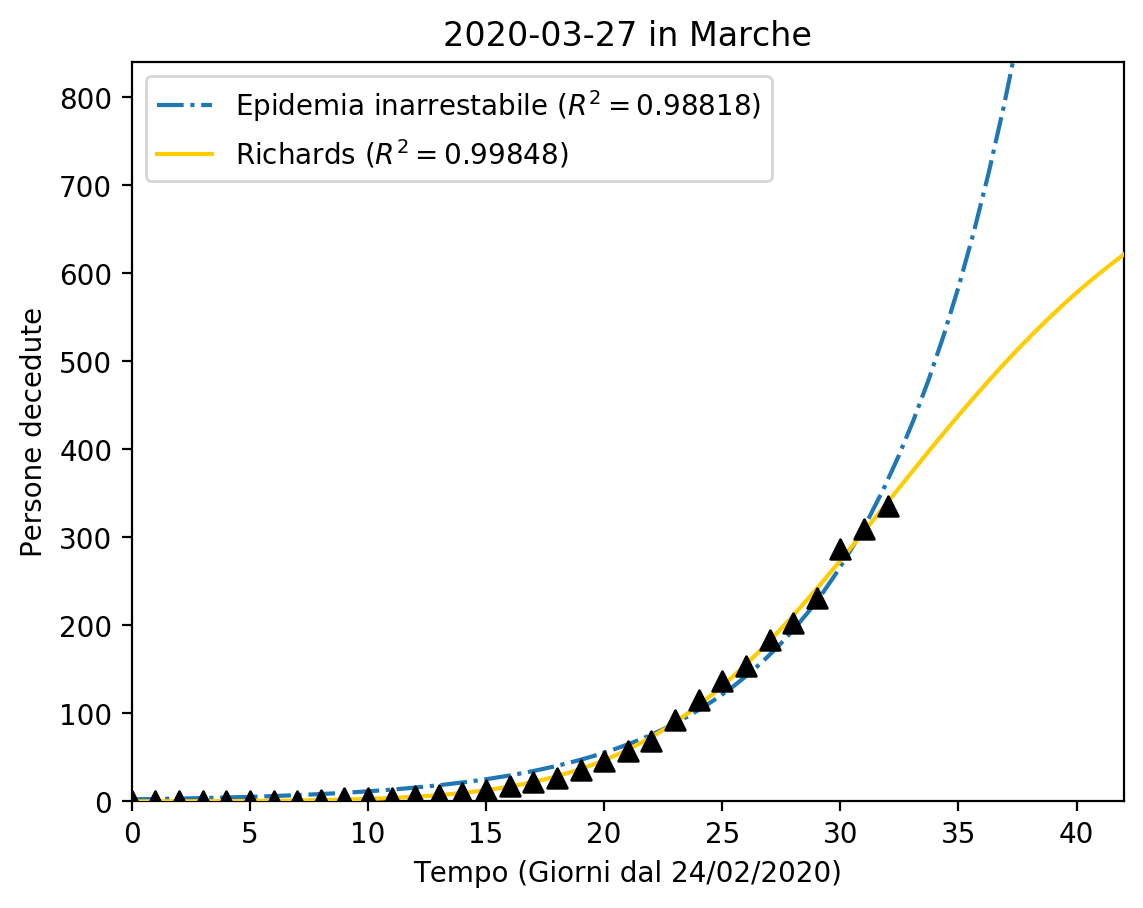 2020-03-27 in Marche
Epidemia inarrestabile (R² = 0.98818)
Richards (R² = 0.99848)
800
700
600
500
400
300
200
100
0
Persone decedute
0 5 10 15 20 25 30 35 40
Tempo (Giorni dal 24/02/2020)